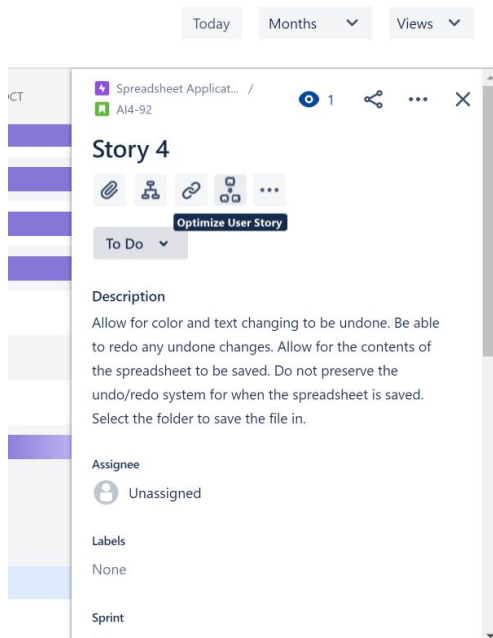 Today Months Views
OCT
Spreadsheet Applicat... /
AI4-92
1
Story 4
Optimize User Story
To Do
Description
Allow for color and text changing to be undone. Be able
to redo any undone changes. Allow for the contents of
the spreadsheet to be saved. Do not preserve the
undo/redo system for when the spreadsheet is saved.
Select the folder to save the file in.
Assignee
Unassigned
Labels
None
Sprint